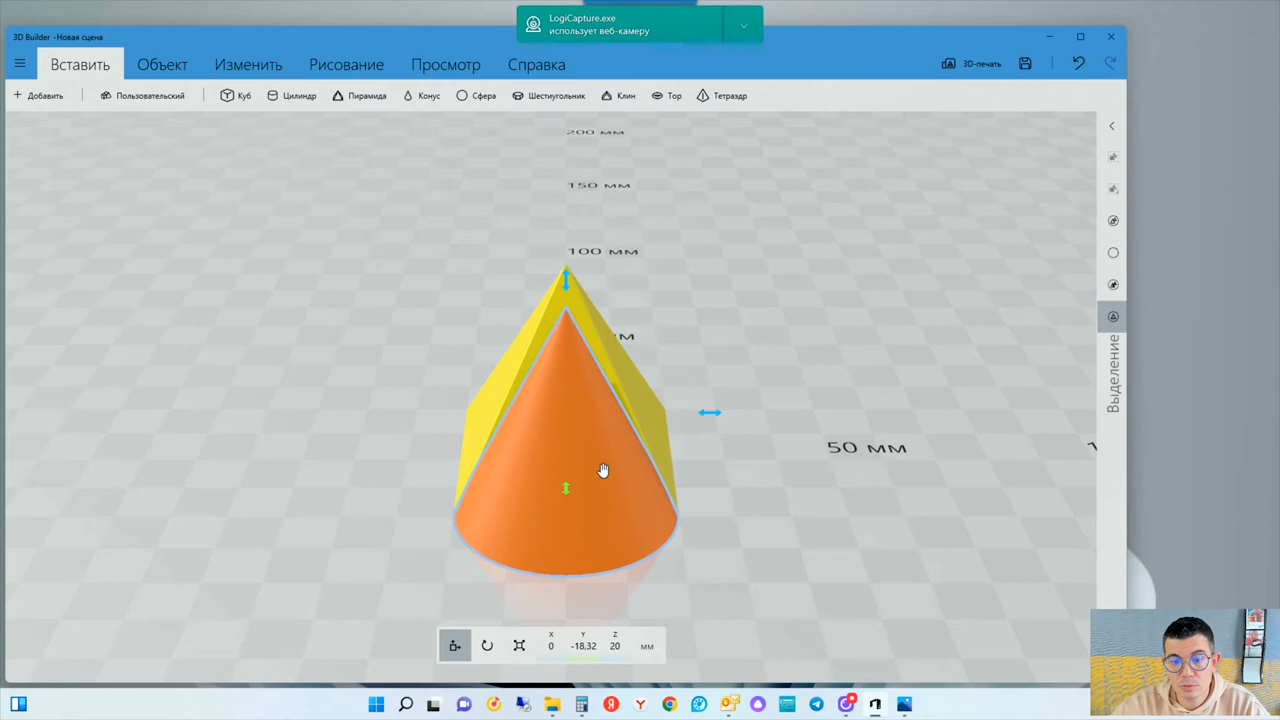 LogiCapture.exe
использует веб-камеру
3D Builder -Новая сцена
Вставить Объект Изменить Рисование Просмотр Справка 3D-печать
Добавить Пользовательский Куб Цилиндр Пирамида Конус Сфера Шестиугольник Клин Тор Тетраэдр
200 мм
150 мм
100 мм
м
50 мм
Выделение
X Y Z
0 -18,32 20 мм